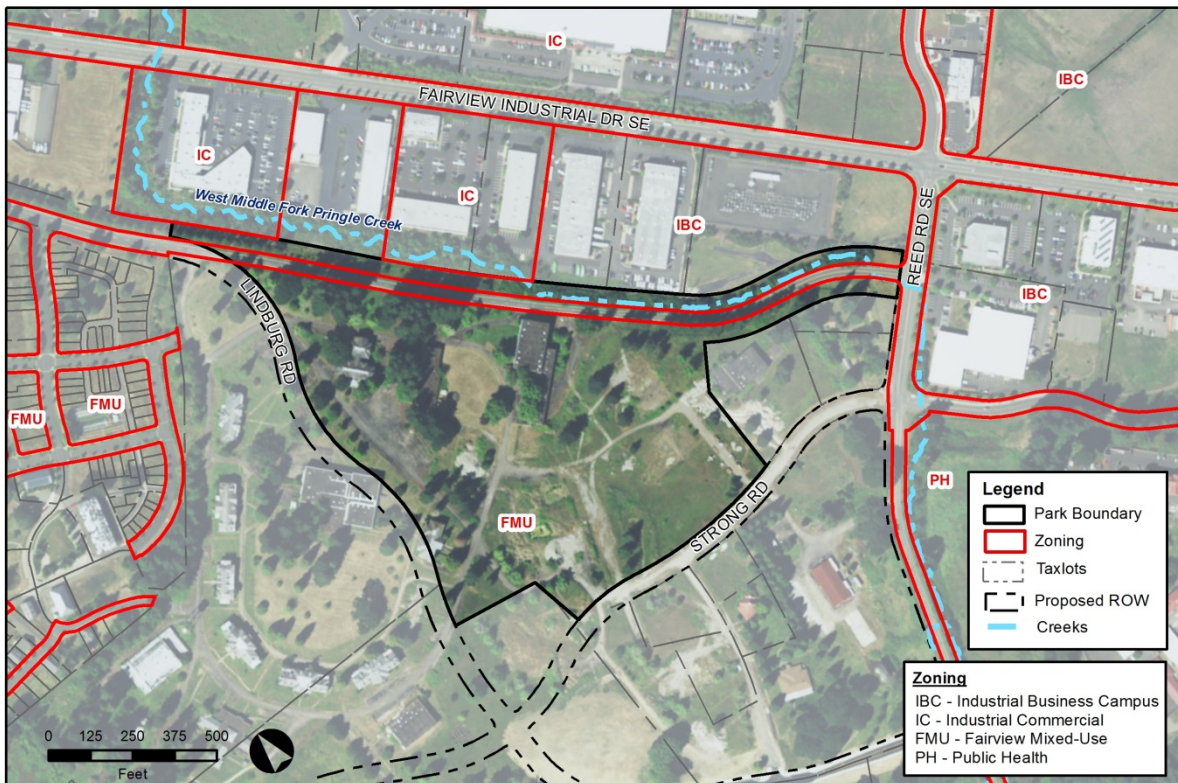 IC
IBC
FAIRVIEW INDUSTRIAL DR SE
IC
West Middle Fork Pringle Creek
IC
IBC
REED RD SE
IBC
LINDBURG RD
FMU
FMU
FMU
STRONG RD
PH
Legend
Park Boundary
Zoning
Taxlots
Proposed ROW
Creeks
Zoning
IBC - Industrial Business Campus
IC - Industrial Commercial
FMU - Fairview Mixed-Use
PH - Public Health
0 125 250 375 500
Feet